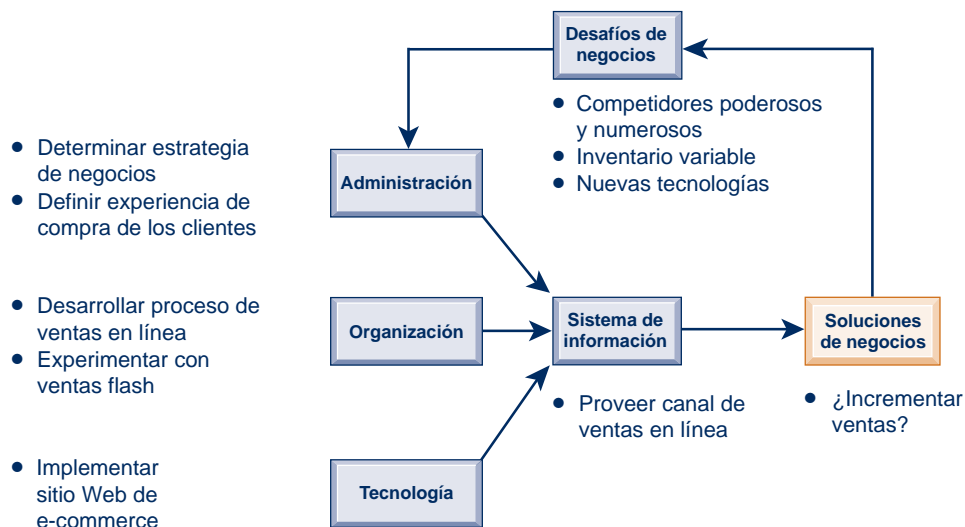 Desafíos de
negocios
• Competidores poderosos
y numerosos
• Inventario variable
• Nuevas tecnologías
• Determinar estrategia
de negocios
• Definir experiencia de
compra de los clientes
Administración
• Desarrollar proceso de
ventas en línea
• Experimentar con
ventas flash
Organización
Sistema de
información
• Proveer canal de
ventas en línea
Soluciones
de negocios
• ¿Incrementar
ventas?
• Implementar
sitio Web de
e-commerce
Tecnología